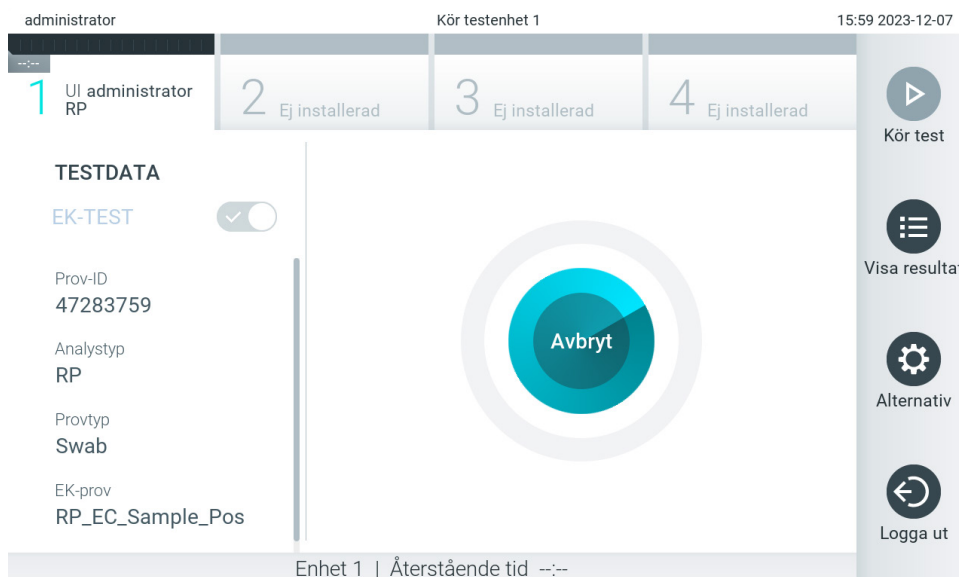 administrator
Kör testenhet 1
15:59 2023-12-07
--:--
1 UI administrator
RP
2 Ej installerad
3 Ej installerad
4 Ej installerad
Kör test
TESTDATA
EK-TEST
Prov-ID
47283759
Analystyp
RP
Provtyp
Swab
EK-prov
RP_EC_Sample_Pos
Avbryt
Visa resultat
Alternativ
Logga ut
Enhet 1 | Återstående tid --:--